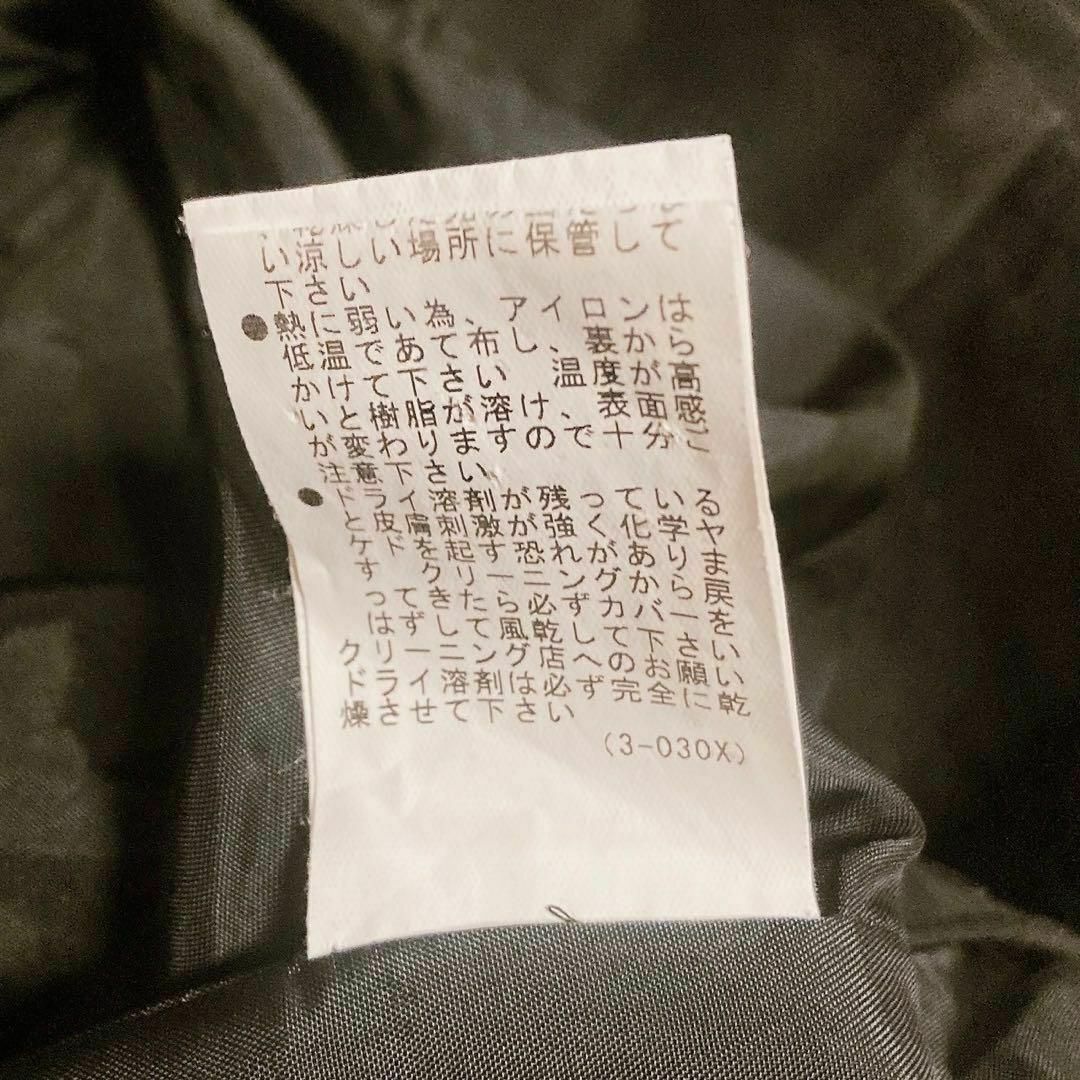 い涼しい場所に保管して
下さい
●熱に弱い為、アイロンは
低温であて布し、裏から
かけて下さい 温度が高
いと樹脂が溶け、表面感
が変わりますので十分ご
注意下さい。
●ドライ溶剤が残っている
と皮膚刺激が強く化学ヤ
ケドを起す恐れがありま
す クリーニングから戻
ってきたら必ずカバーを
はずし風乾して下さい
クリーニング店へのお願い
ドライ溶剤は必ず完全に乾
燥させて下さい
(3-030X)